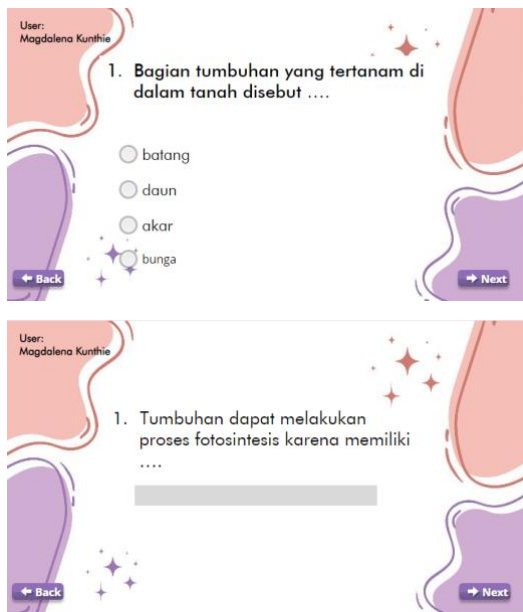 User:
Magdalena Kunthie
1. Bagian tumbuhan yang tertanam di
dalam tanah disebut ....
batang
daun
akar
bunga
Back
Next
User:
Magdalena Kunthie
1. Tumbuhan dapat melakukan
proses fotosintesis karena memiliki
....
Back
Next